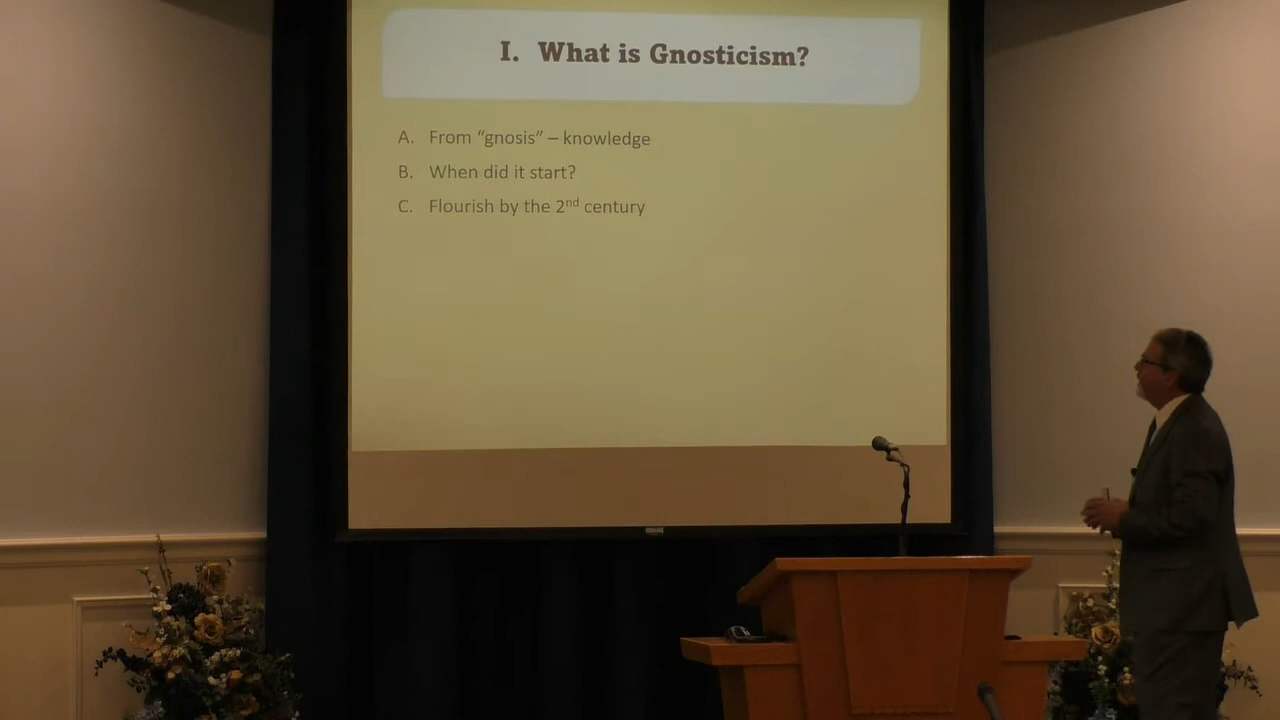 I. What is Gnosticism?
A. From “gnosis” – knowledge
B. When did it start?
C. Flourish by the 2nd century